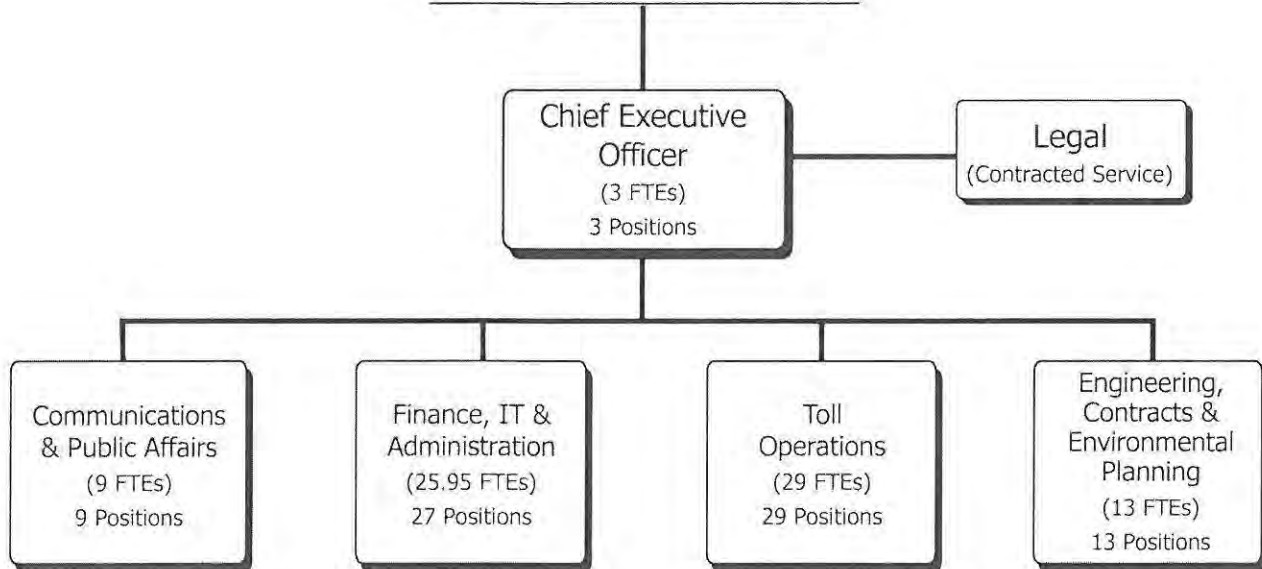 Chief Executive
Officer
(3 FTEs)
3 Positions
Legal
(Contracted Service)
Communications
& Public Affairs
(9 FTEs)
9 Positions
Finance, IT &
Administration
(25.95 FTEs)
27 Positions
Toll
Operations
(29 FTEs)
29 Positions
Engineering,
Contracts &
Environmental
Planning
(13 FTEs)
13 Positions